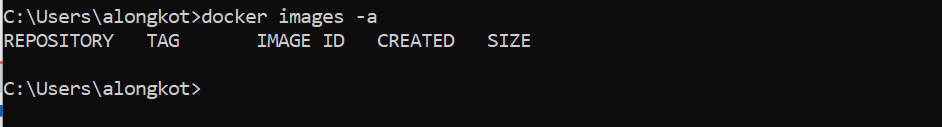 C:\Users\alongkot>docker images -a
REPOSITORY   TAG       IMAGE ID   CREATED   SIZE
C:\Users\alongkot>